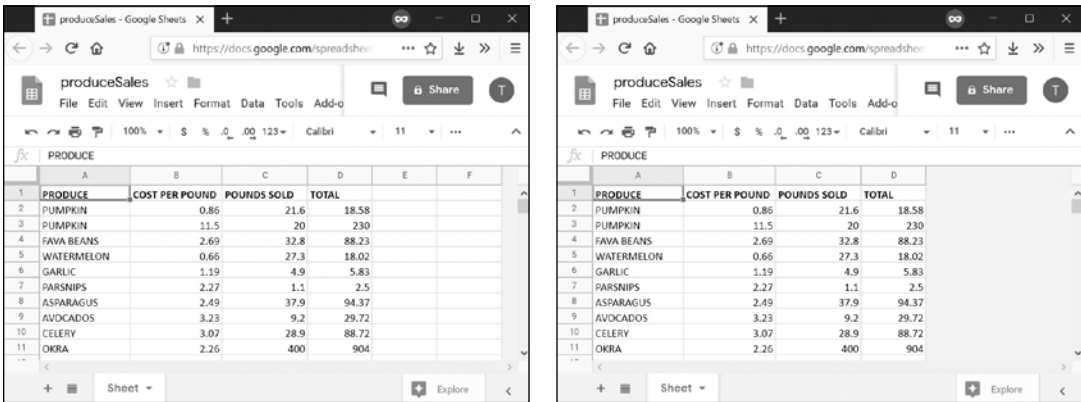 produceSales - Google Sheets
https://docs.google.com/spreadshee
produceSales
File Edit View Insert Format Data Tools Add-o
Share
T
100% $ % .0 .00 123 Calibri 11
fx PRODUCE
A B C D E F
1 PRODUCE COST PER POUND POUNDS SOLD TOTAL
2 PUMPKIN 0.86 21.6 18.58
3 PUMPKIN 11.5 20 230
4 FAVA BEANS 2.69 32.8 88.23
5 WATERMELON 0.66 27.3 18.02
6 GARLIC 1.19 4.9 5.83
7 PARSNIPS 2.27 1.1 2.5
8 ASPARAGUS 2.49 37.9 94.37
9 AVOCADOS 3.23 9.2 29.72
10 CELERY 3.07 28.9 88.72
11 OKRA 2.26 400 904
Sheet
Explore
produceSales - Google Sheets
https://docs.google.com/spreadshee
produceSales
File Edit View Insert Format Data Tools Add-o
Share
T
100% $ % .0 .00 123 Calibri 11
fx PRODUCE
A B C D
1 PRODUCE COST PER POUND POUNDS SOLD TOTAL
2 PUMPKIN 0.86 21.6 18.58
3 PUMPKIN 11.5 20 230
4 FAVA BEANS 2.69 32.8 88.23
5 WATERMELON 0.66 27.3 18.02
6 GARLIC 1.19 4.9 5.83
7 PARSNIPS 2.27 1.1 2.5
8 ASPARAGUS 2.49 37.9 94.37
9 AVOCADOS 3.23 9.2 29.72
10 CELERY 3.07 28.9 88.72
11 OKRA 2.26 400 904
Sheet
Explore